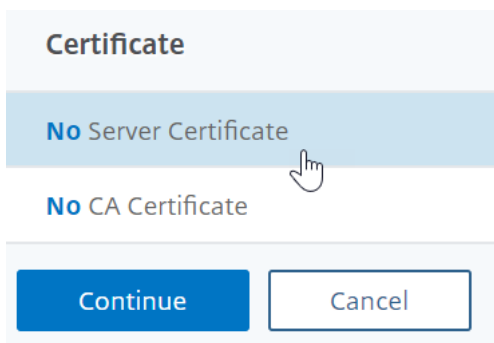 Certificate
No Server Certificate
No CA Certificate
Continue Cancel